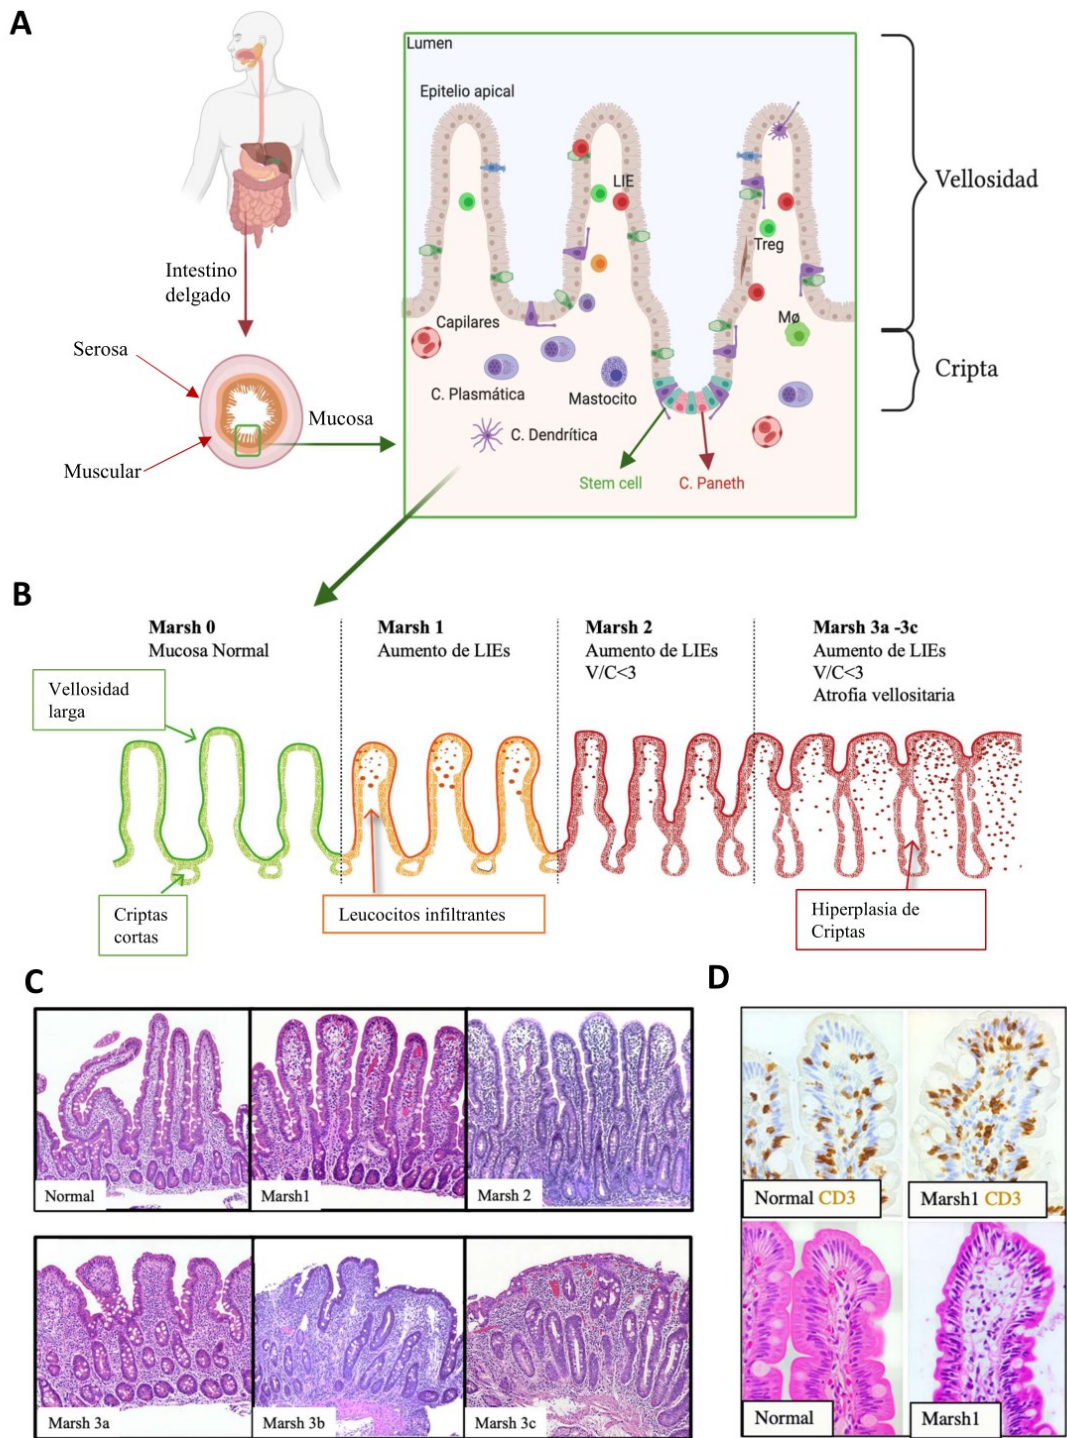 A
Lumen
Epitelio apical
LIE
Treg
Mø
Capilares
C. Plasmática
Mastocito
C. Dendrítica
Stem cell
C. Paneth
Vellosidad
Cripta
Intestino
delgado
Serosa
Mucosa
Muscular
B
Marsh 0
Mucosa Normal
Marsh 1
Aumento de LIEs
Marsh 2
Aumento de LIEs
V/C<3
Marsh 3a -3c
Aumento de LIEs
V/C<3
Atrofia vellositaria
Vellosidad
larga
Criptas
cortas
Leucocitos infiltrantes
Hiperplasia de
Criptas
C
Normal
Marsh1
Marsh 2
Marsh 3a
Marsh 3b
Marsh 3c
D
Normal CD3
Marsh1 CD3
Normal
Marsh1